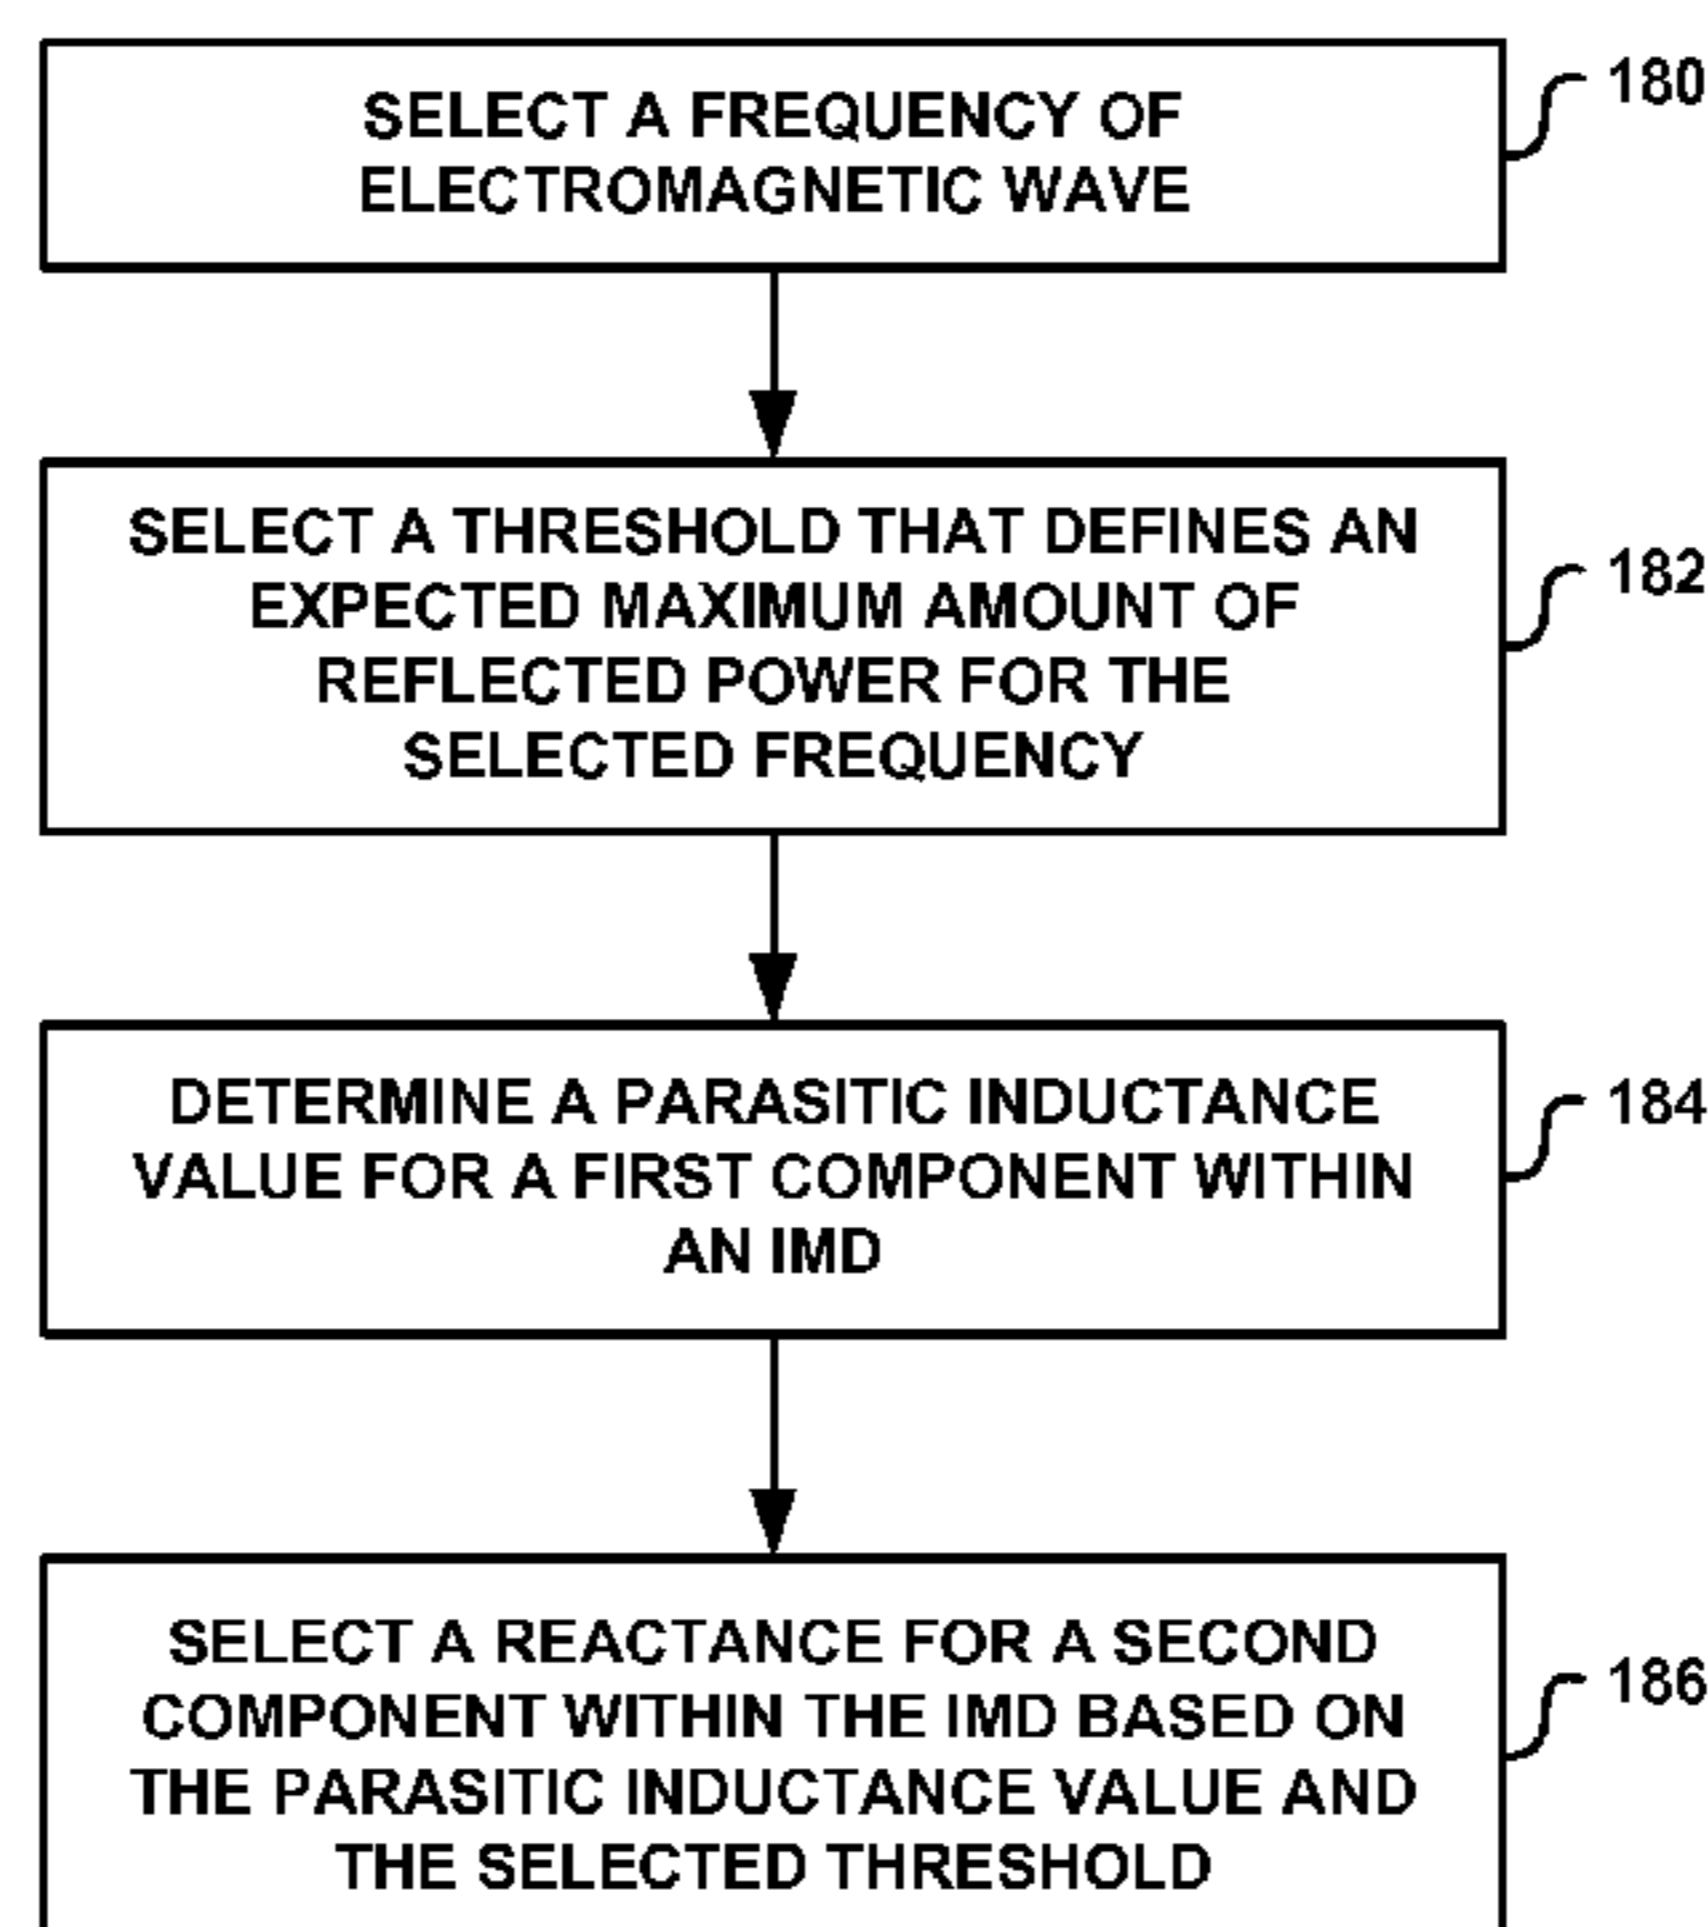 SELECT A FREQUENCY OF
ELECTROMAGNETIC WAVE
180
SELECT A THRESHOLD THAT DEFINES AN
EXPECTED MAXIMUM AMOUNT OF
REFLECTED POWER FOR THE
SELECTED FREQUENCY
182
DETERMINE A PARASITIC INDUCTANCE
VALUE FOR A FIRST COMPONENT WITHIN
AN IMD
184
SELECT A REACTANCE FOR A SECOND
COMPONENT WITHIN THE IMD BASED ON
THE PARASITIC INDUCTANCE VALUE AND
THE SELECTED THRESHOLD
186